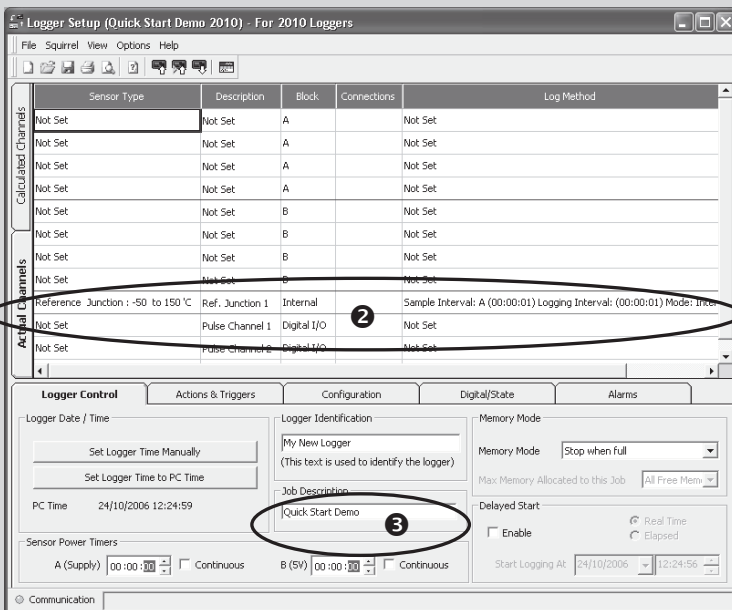 Logger Setup (Quick Start Demo 2010) - For 2010 Loggers
File Squirrel View Options Help
Sensor Type Description Block Connections Log Method
Calculated Channels
Actual Channels
Not Set Not Set A Not Set
Not Set Not Set A Not Set
Not Set Not Set A Not Set
Not Set Not Set A Not Set
Not Set Not Set B Not Set
Not Set Not Set B Not Set
Not Set Not Set B Not Set
Not Set Not Set B Not Set
Reference Junction : -50 to 150 'C Ref. Junction 1 Internal Sample Interval: A (00:00:01) Logging Interval: (00:00:01) Mode: Inter
2
Not Set Pulse Channel 1 Digital I/O Not Set
Not Set Pulse Channel 2 Digital I/O Not Set
Logger Control Actions & Triggers Configuration Digital/State Alarms
Logger Date / Time
Set Logger Time Manually
Set Logger Time to PC Time
PC Time 24/10/2006 12:24:59
Logger Identification
My New Logger
(This text is used to identify the logger)
Job Description
Quick Start Demo
3
Memory Mode
Memory Mode Stop when full
Max Memory Allocated to this Job All Free Mem
Delayed Start
Enable
Real Time
Elapsed
Start Logging At 24/10/2006 12:24:56
Sensor Power Timers
A (Supply) 00:00:00 Continuous B (5V) 00:00:00 Continuous
Communication